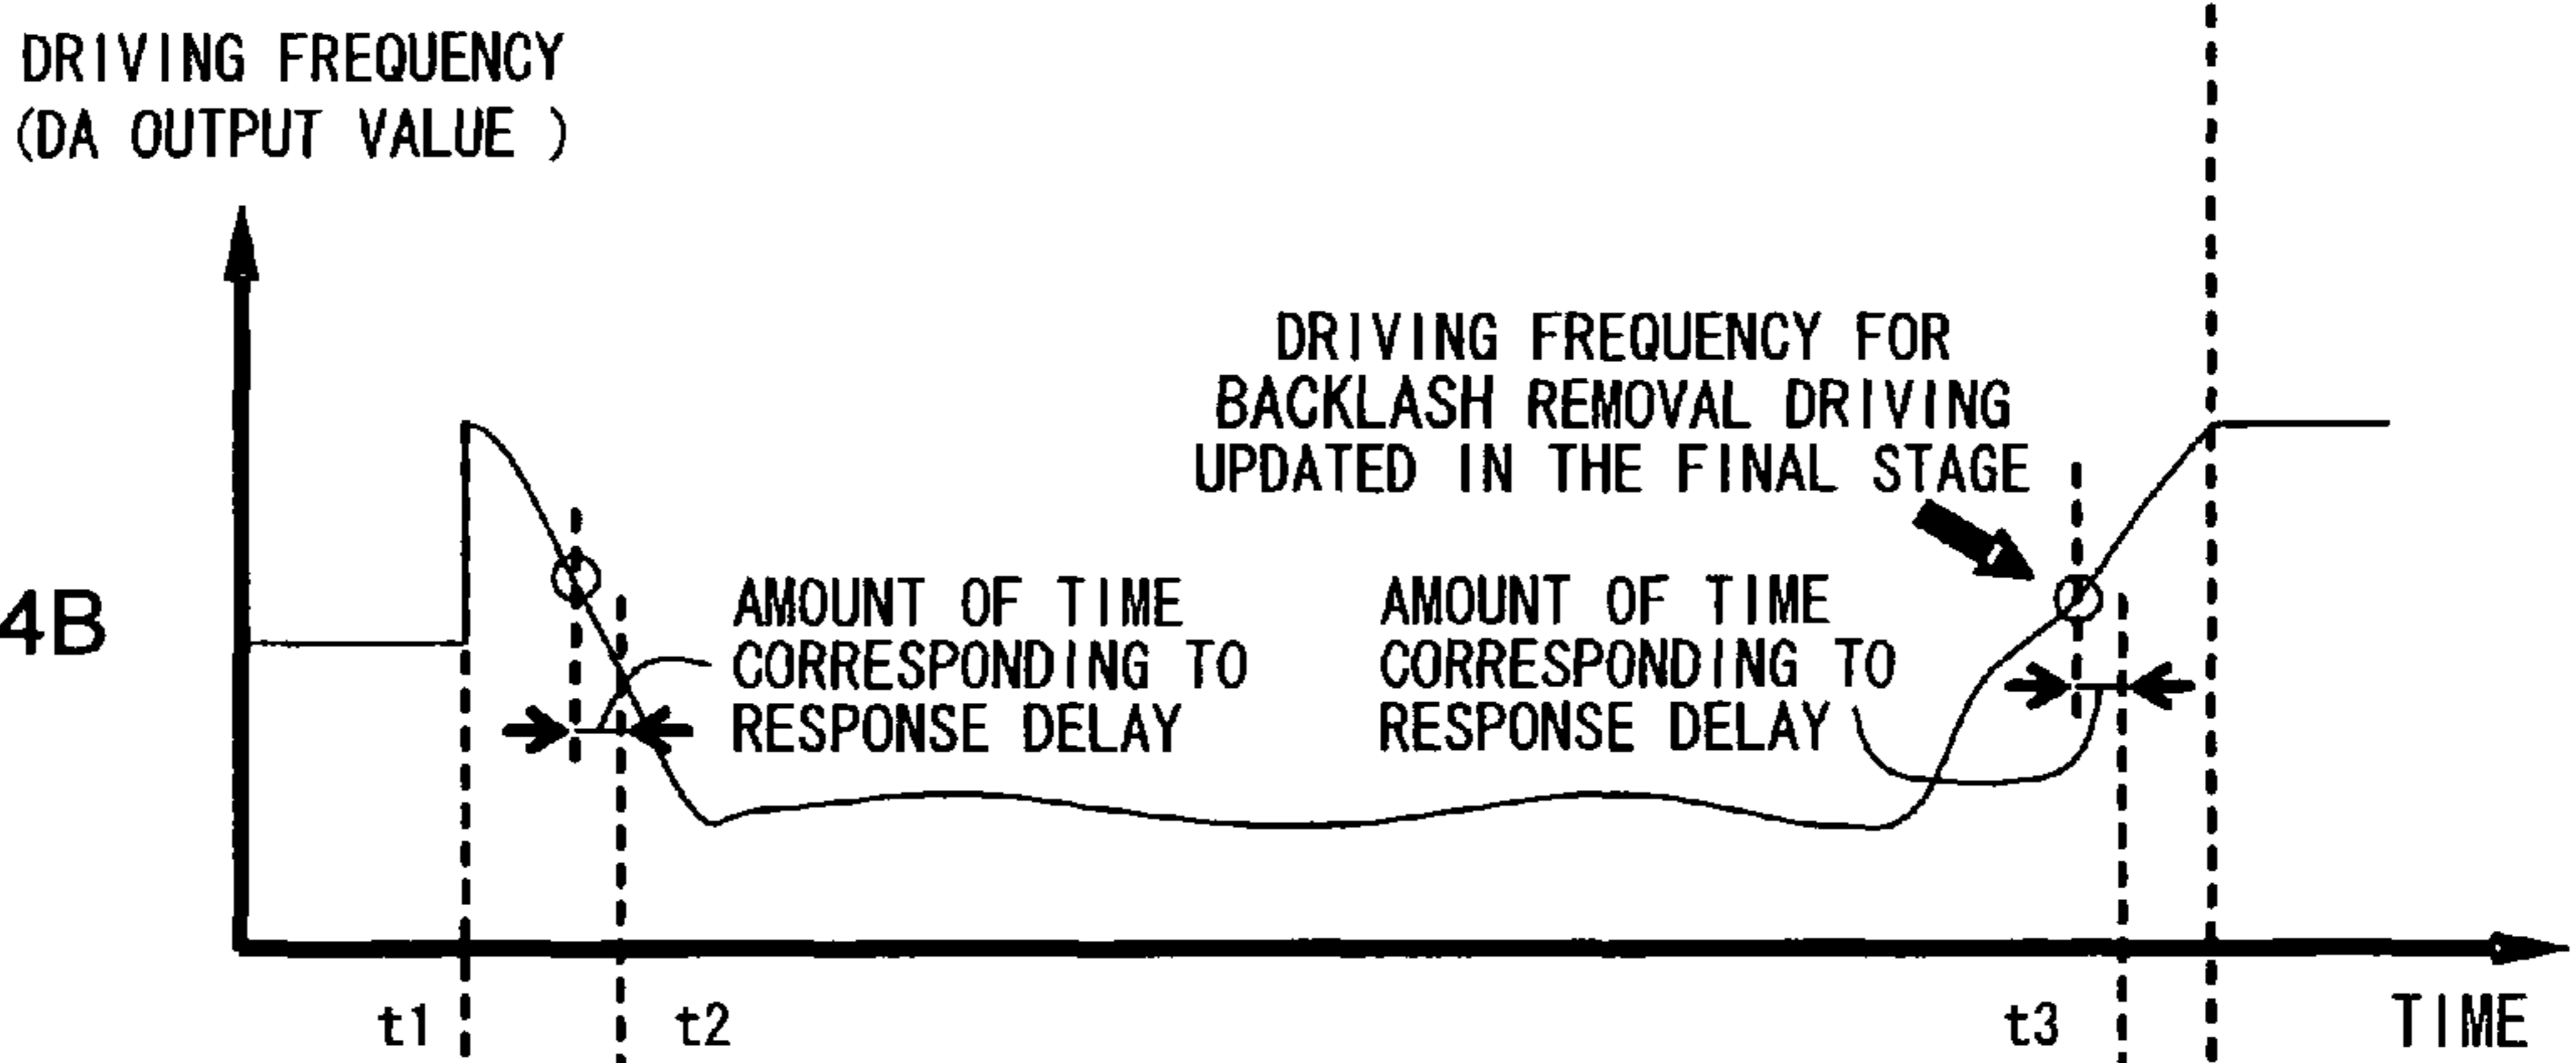 DRIVING FREQUENCY
(DA OUTPUT VALUE )
DRIVING FREQUENCY FOR
BACKLASH REMOVAL DRIVING
UPDATED IN THE FINAL STAGE
4B
AMOUNT OF TIME
CORRESPONDING TO
RESPONSE DELAY
AMOUNT OF TIME
CORRESPONDING TO
RESPONSE DELAY
t1
t2
t3
TIME